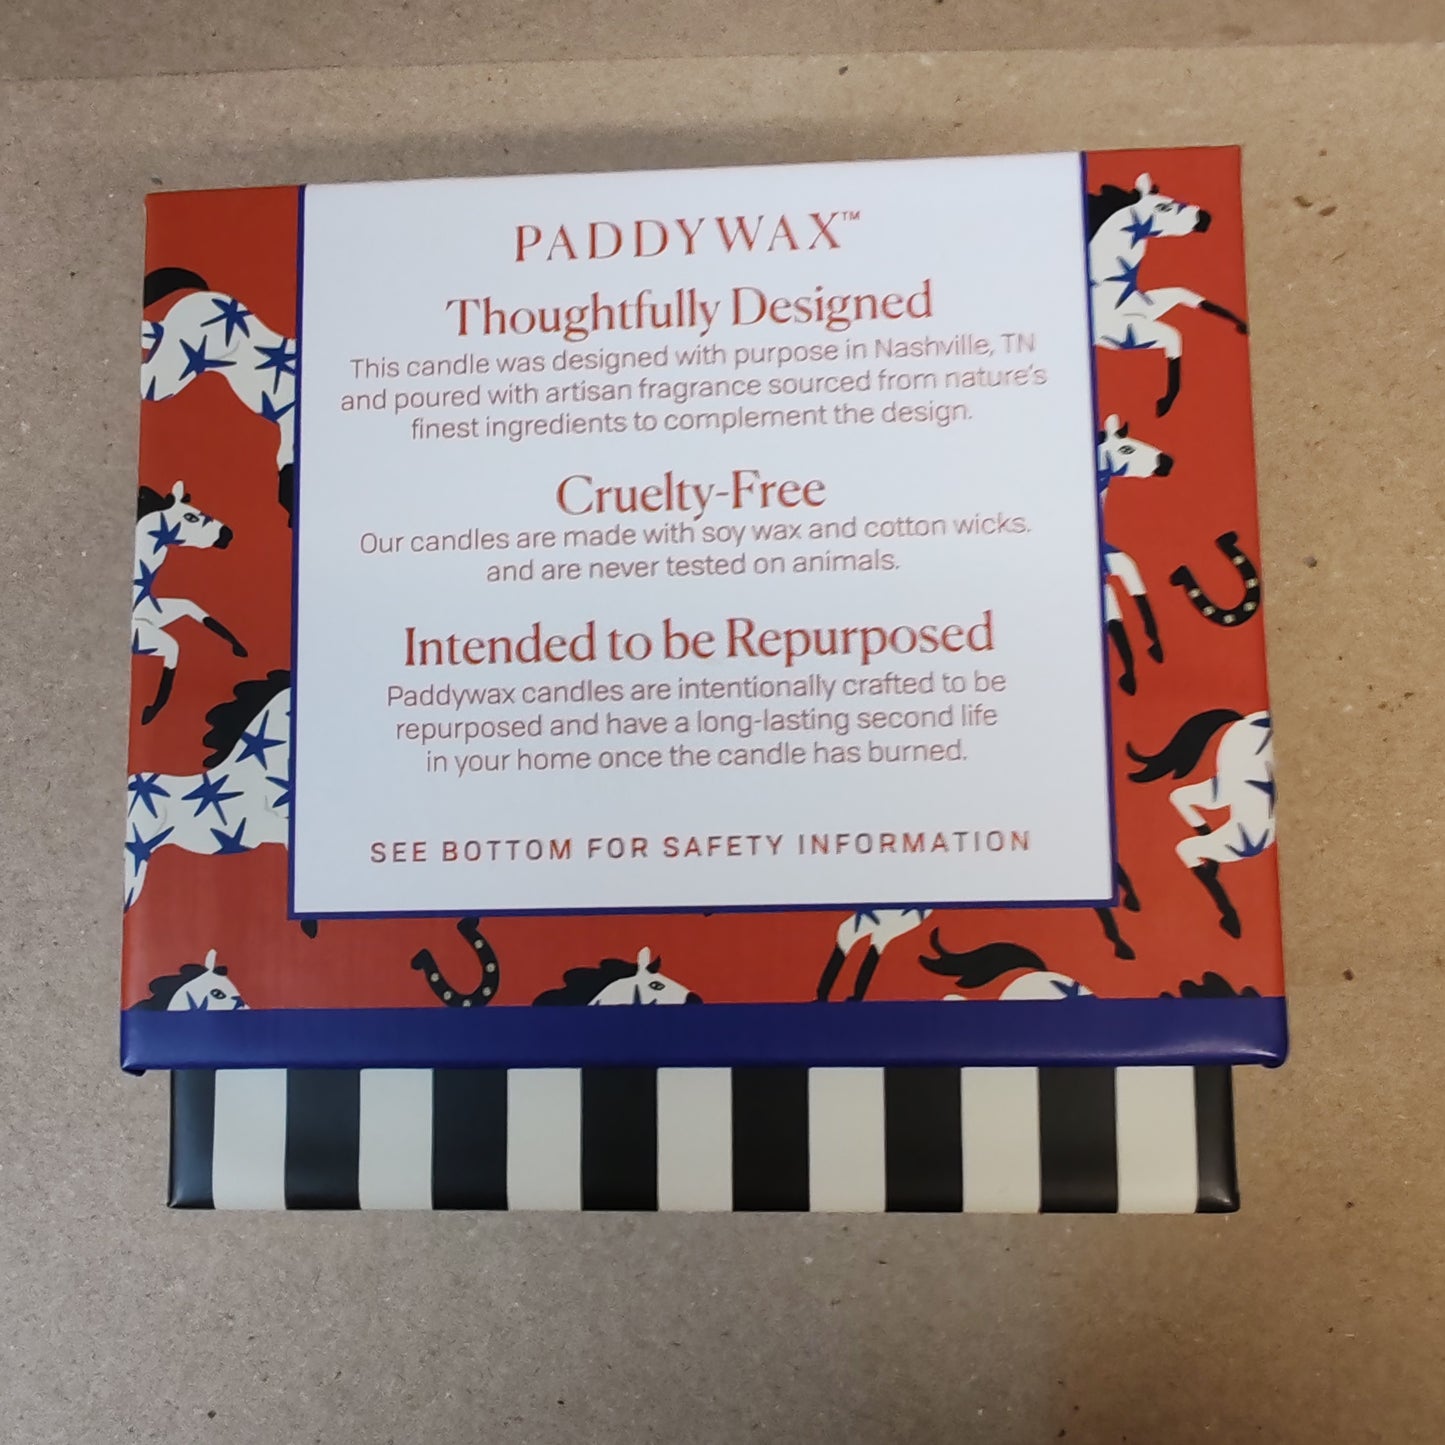 PADDYWAX™
Thoughtfully Designed
This candle was designed with purpose in Nashville, TN
and poured with artisan fragrance sourced from nature's
finest ingredients to complement the design.
Cruelty-Free
Our candles are made with soy wax and cotton wicks.
and are never tested on animals.
Intended to be Repurposed
Paddywax candles are intentionally crafted to be
repurposed and have a long-lasting second life
in your home once the candle has burned.
SEE BOTTOM FOR SAFETY INFORMATION